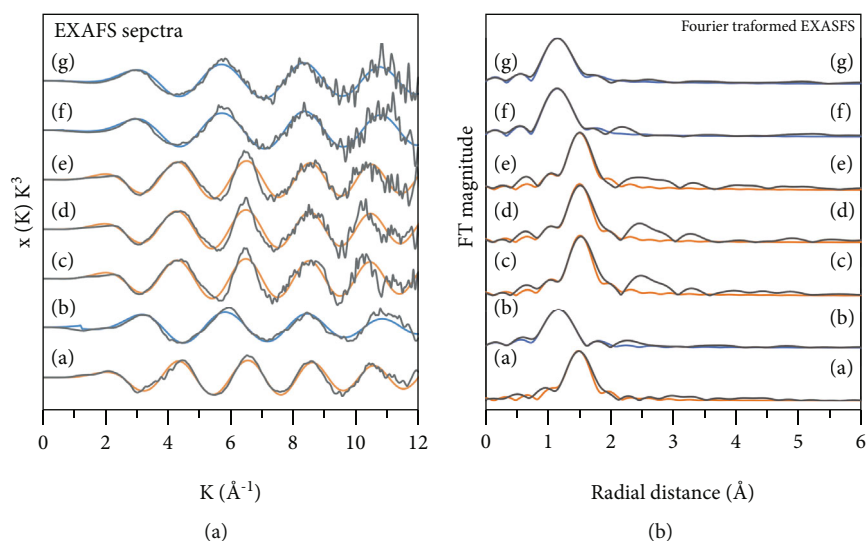 EXAFS sepctra
(g)
(f)
(e)
(d)
(c)
(b)
(a)
x (K) K³
0 2 4 6 8 10 12
K (Å⁻¹)
(a)
Fourier traformed EXASFS
(g) (g)
(f) (f)
(e) (e)
(d) (d)
(c) (c)
(b) (b)
(a) (a)
FT magnitude
0 1 2 3 4 5 6
Radial distance (Å)
(b)